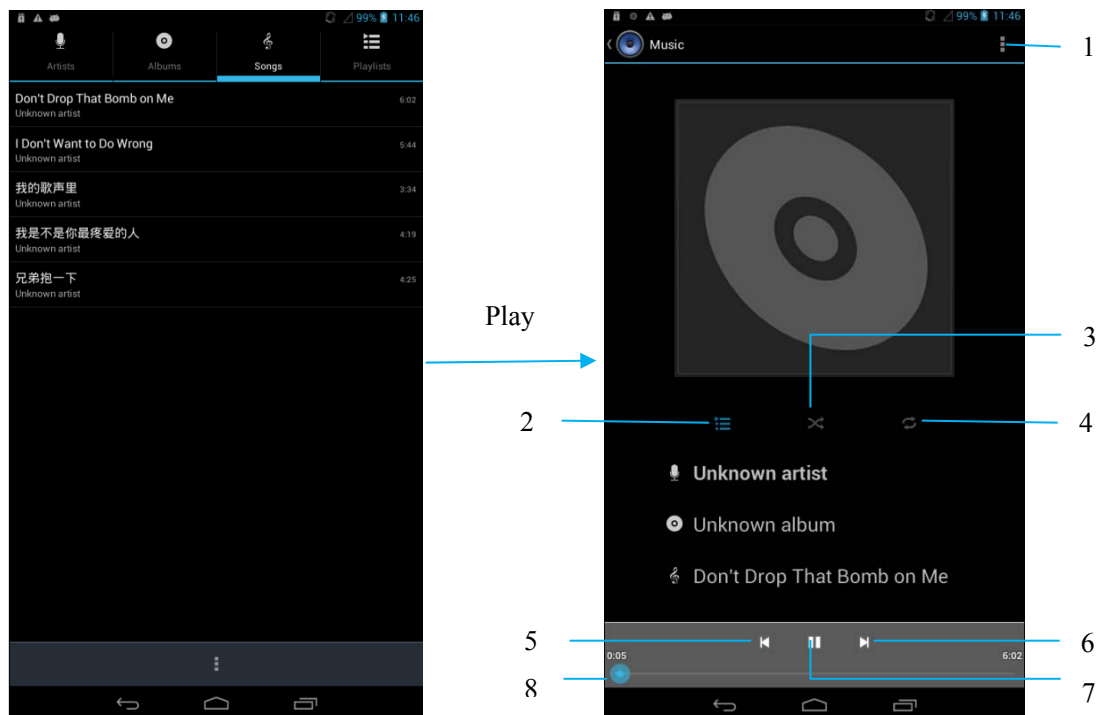 99% 11:46
Artists Albums Songs Playlists
Don't Drop That Bomb on Me 6:02
Unknown artist
I Don't Want to Do Wrong 5:44
Unknown artist
我的歌声里 3:34
Unknown artist
我是不是你最疼爱的人 4:19
Unknown artist
兄弟抱一下 4:25
Unknown artist
Play
99% 11:46
Music
1
3
2
4
Unknown artist
Unknown album
Don't Drop That Bomb on Me
5
6
0:05 6:02
8
7